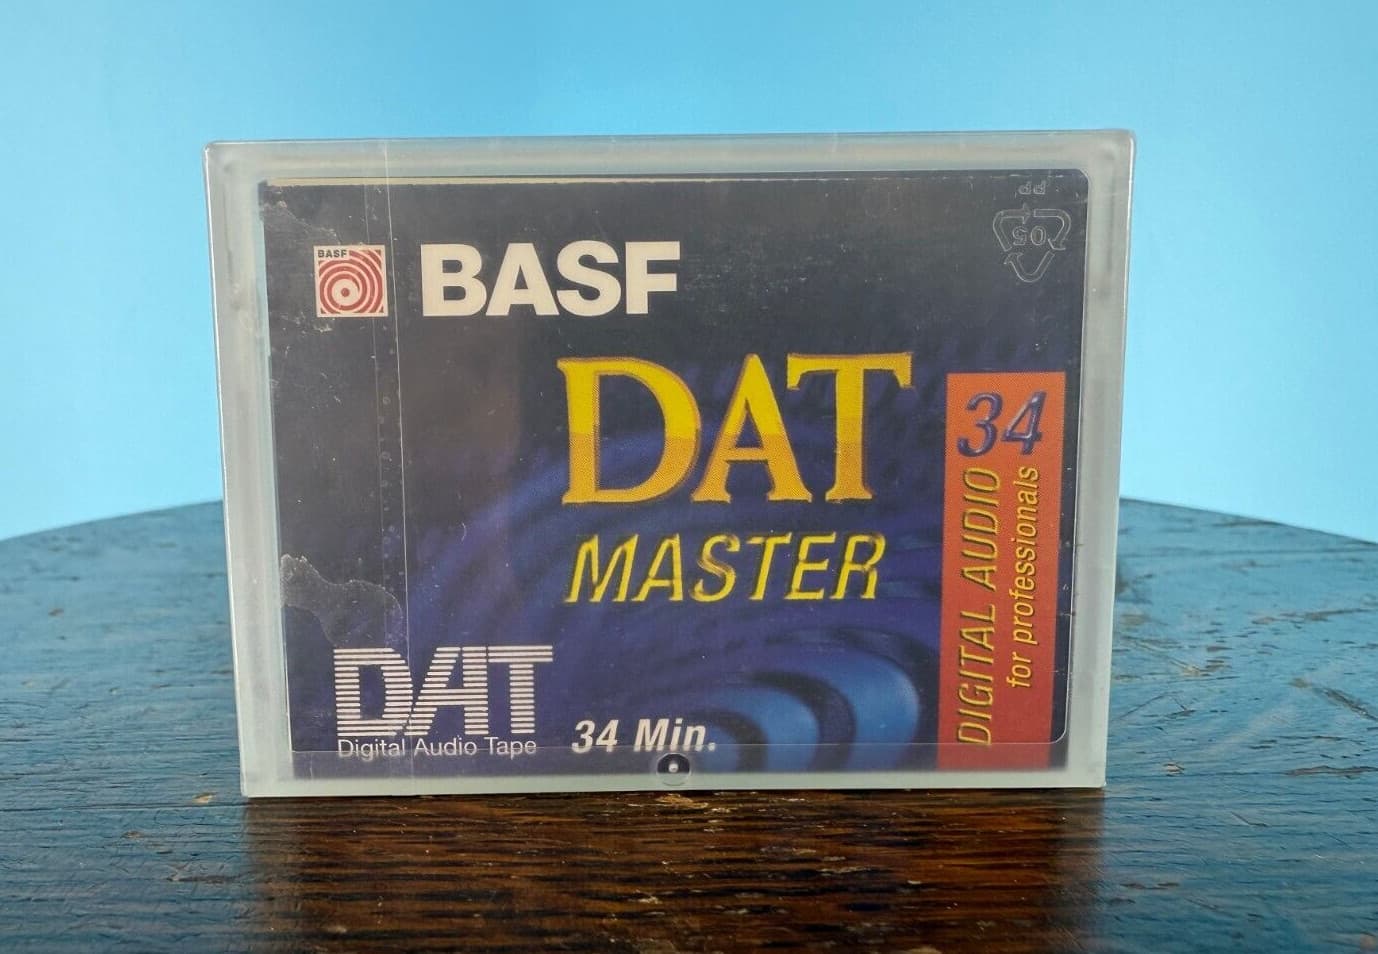 PP
05
BASF
BASF
DAT
MASTER
34
DIGITAL AUDIO
for professionals
DAT
Digital Audio Tape
34 Min.